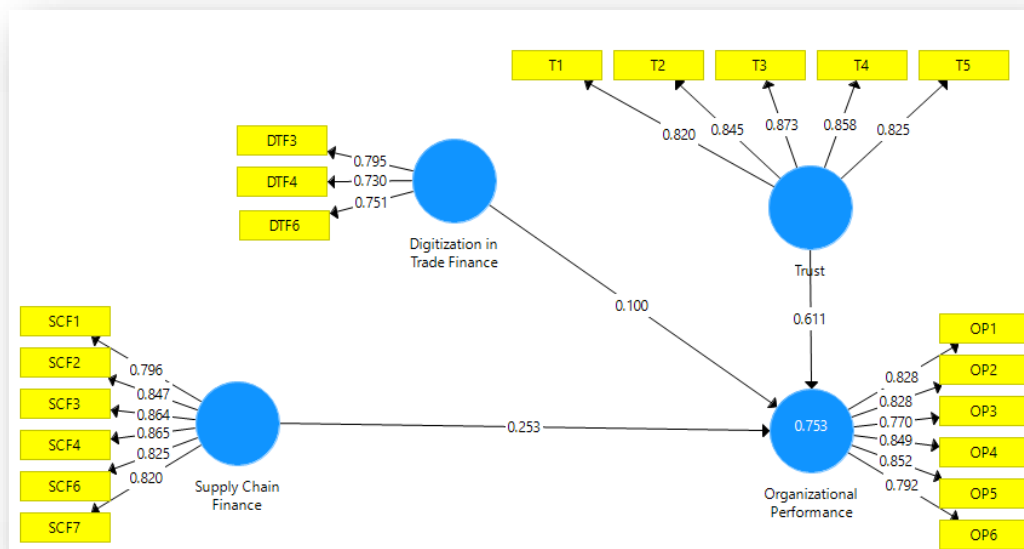 T1
T2
T3
T4
T5
0.820
0.845
0.873
0.858
0.825
DTF3
DTF4
DTF6
0.795
0.730
0.751
Digitization in
Trade Finance
Trust
0.100
0.611
SCF1
SCF2
SCF3
SCF4
SCF6
SCF7
0.796
0.847
0.864
0.865
0.825
0.820
Supply Chain
Finance
0.253
0.753
Organizational
Performance
0.828
0.828
0.770
0.849
0.852
0.792
OP1
OP2
OP3
OP4
OP5
OP6